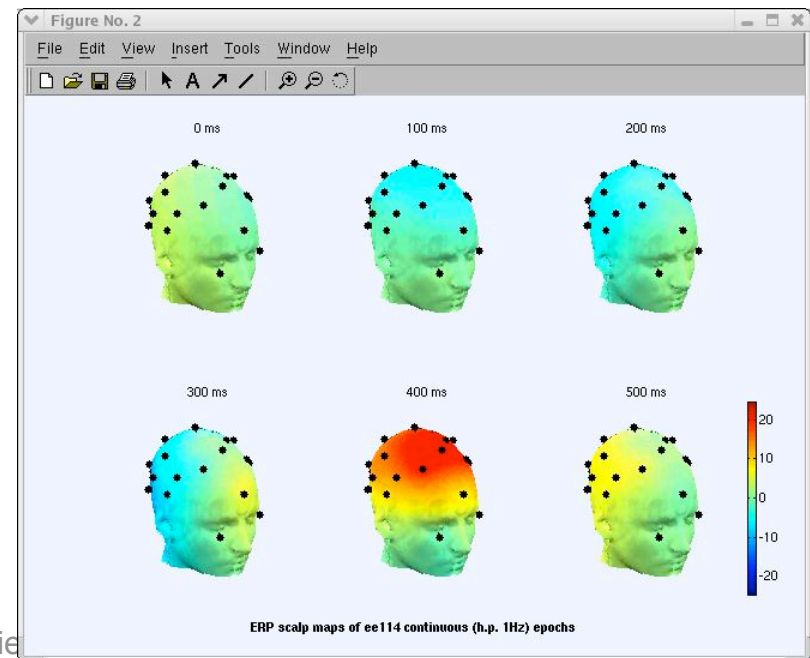 Figure No. 2
File Edit View Insert Tools Window Help
A
0 ms 100 ms 200 ms
300 ms 400 ms 500 ms
20
10
0
-10
-20
ERP scalp maps of ee114 continuous (h.p. 1Hz) epochs
ie